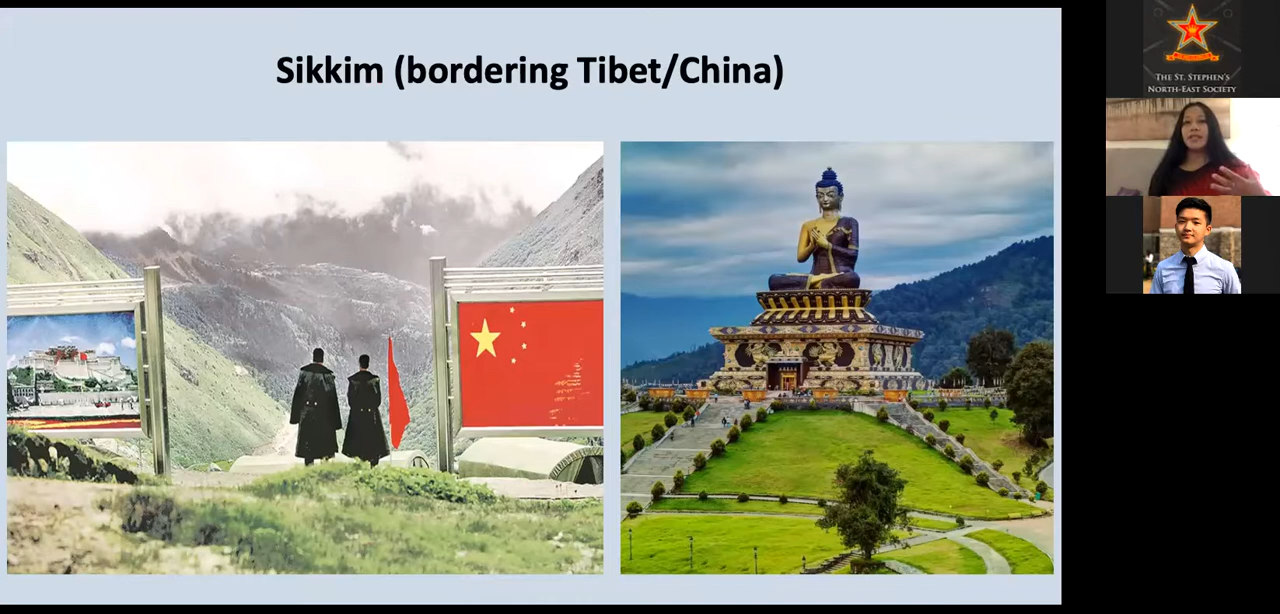 Sikkim (bordering Tibet/China)
THE ST. STEPHEN'S
NORTH-EAST SOCIETY